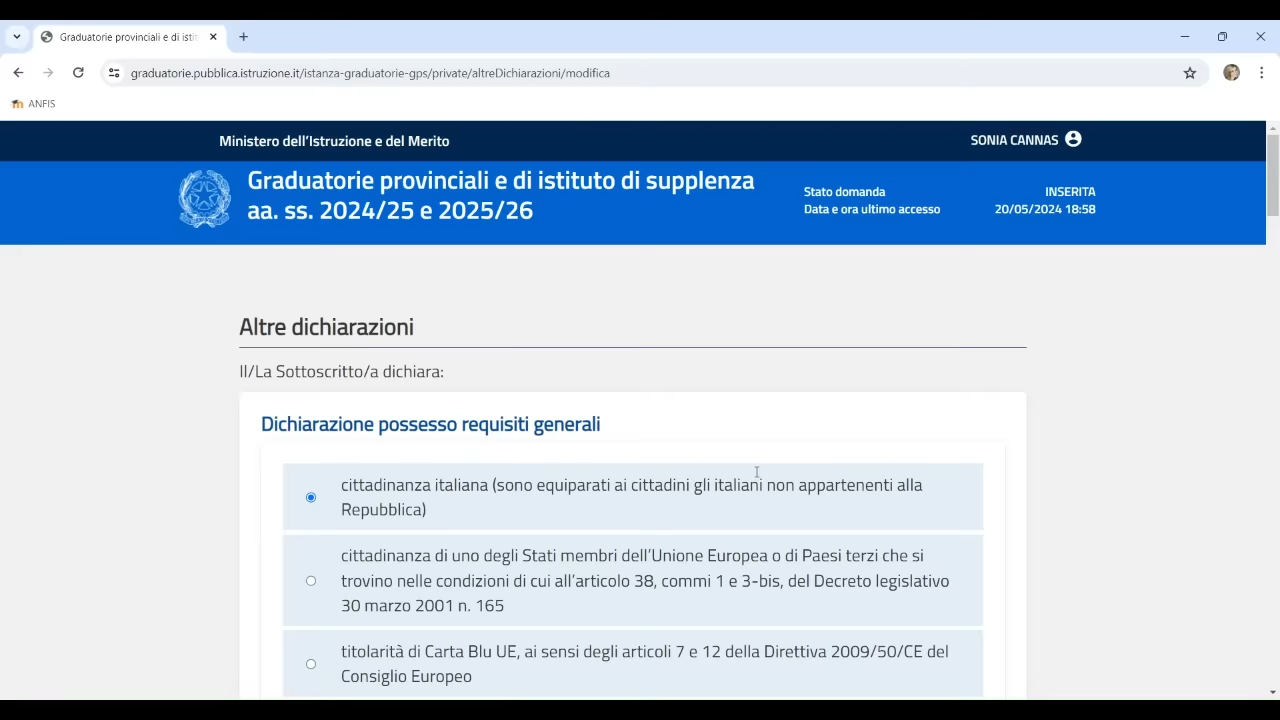 Graduatorie provinciali e di istit
graduatorie.pubblica.istruzione.it/istanza-graduatorie-gps/private/altreDichiarazioni/modifica
ANFIS
Ministero dell'Istruzione e del Merito
SONIA CANNAS
Graduatorie provinciali e di istituto di supplenza
aa. ss. 2024/25 e 2025/26
Stato domanda INSERITA
Data e ora ultimo accesso 20/05/2024 18:58
Altre dichiarazioni
Il/La Sottoscritto/a dichiara:
Dichiarazione possesso requisiti generali
cittadinanza italiana (sono equiparati ai cittadini gli italiani non appartenenti alla
Repubblica)
cittadinanza di uno degli Stati membri dell'Unione Europea o di Paesi terzi che si
trovino nelle condizioni di cui all'articolo 38, commi 1 e 3-bis, del Decreto legislativo
30 marzo 2001 n. 165
titolarità di Carta Blu UE, ai sensi degli articoli 7 e 12 della Direttiva 2009/50/CE del
Consiglio Europeo